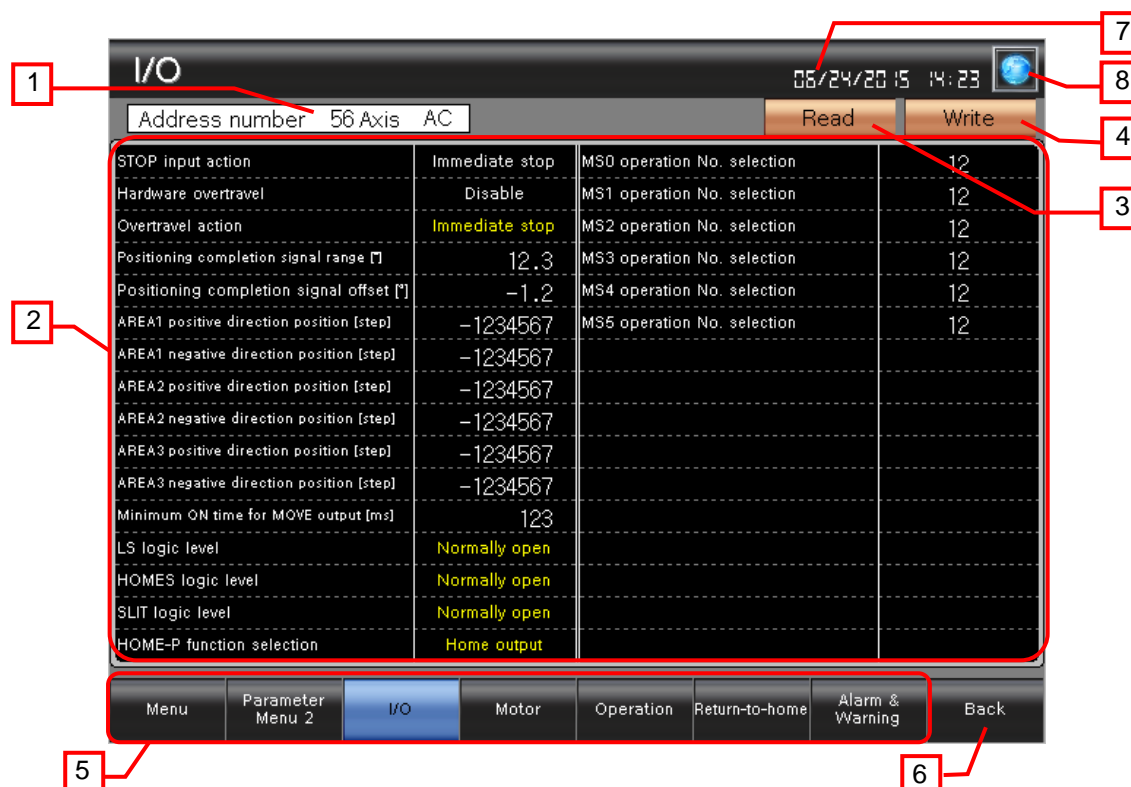 I/O
06/24/2015 14:23
7
8
1
Address number 56 Axis AC
Read
Write
4
3
2
STOP input action Immediate stop MS0 operation No. selection 12
Hardware overtravel Disable MS1 operation No. selection 12
Overtravel action Immediate stop MS2 operation No. selection 12
Positioning completion signal range [°] 12.3 MS3 operation No. selection 12
Positioning completion signal offset [°] -1.2 MS4 operation No. selection 12
AREA1 positive direction position [step] -1234567 MS5 operation No. selection 12
AREA1 negative direction position [step] -1234567
AREA2 positive direction position [step] -1234567
AREA2 negative direction position [step] -1234567
AREA3 positive direction position [step] -1234567
AREA3 negative direction position [step] -1234567
Minimum ON time for MOVE output [ms] 123
LS logic level Normally open
HOMES logic level Normally open
SLIT logic level Normally open
HOME-P function selection Home output
Menu
Parameter
Menu 2
I/O
Motor
Operation
Return-to-home
Alarm &
Warning
Back
5
6